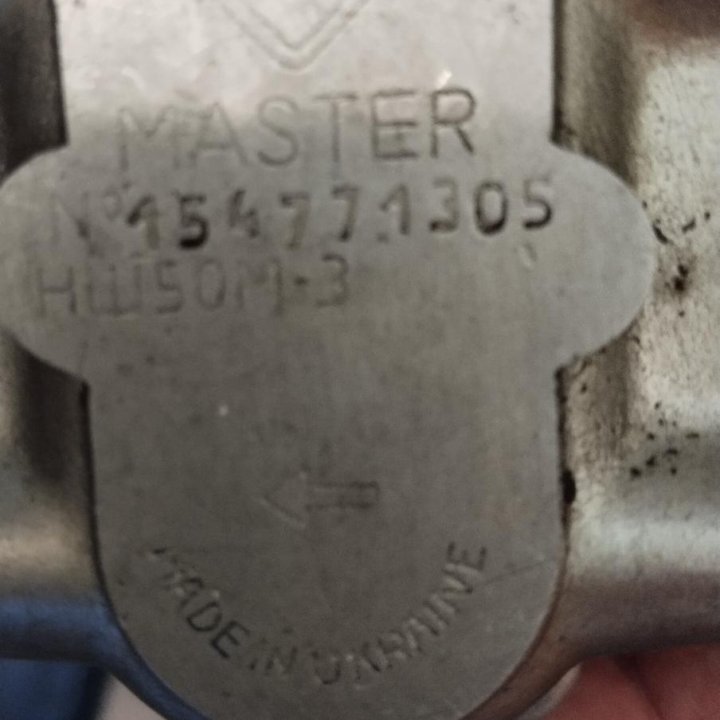 MASTER
Nº154771305
НШ50М-3
MADE IN UKRAINE